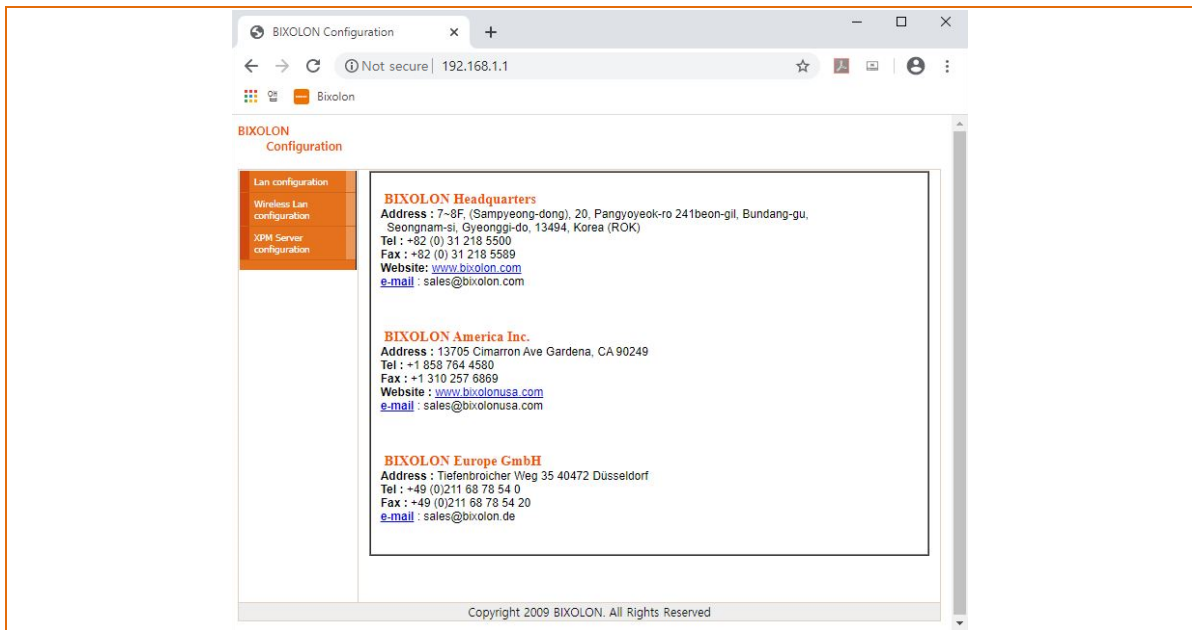 BIXOLON Configuration
Not secure 192.168.1.1
Bixolon
BIXOLON
Configuration
Lan configuration
Wireless Lan
configuration
XPM Server
configuration
BIXOLON Headquarters
Address : 7~8F, (Sampyeong-dong), 20, Pangyoyeok-ro 241beon-gil, Bundang-gu,
Seongnam-si, Gyeonggi-do, 13494, Korea (ROK)
Tel : +82 (0) 31 218 5500
Fax : +82 (0) 31 218 5589
Website: www.bixolon.com
e-mail : sales@bixolon.com
BIXOLON America Inc.
Address : 13705 Cimarron Ave Gardena, CA 90249
Tel : +1 858 764 4580
Fax : +1 310 257 6869
Website : www.bixolonusa.com
e-mail : sales@bixolonusa.com
BIXOLON Europe GmbH
Address : Tiefenbroicher Weg 35 40472 Düsseldorf
Tel : +49 (0)211 68 78 54 0
Fax : +49 (0)211 68 78 54 20
e-mail : sales@bixolon.de
Copyright 2009 BIXOLON. All Rights Reserved